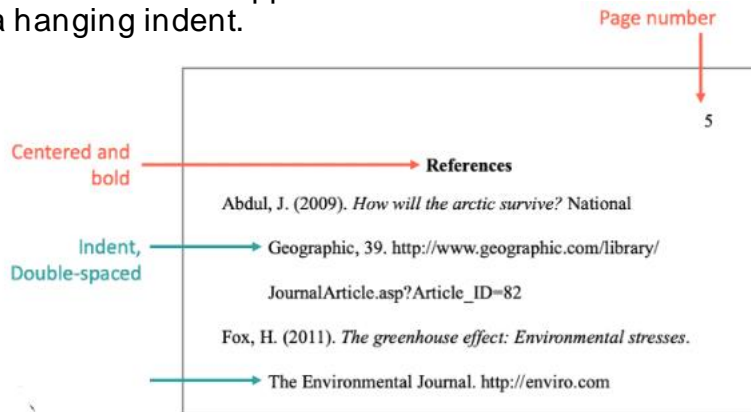 a hanging indent.
Page number
5
Centered and
bold
References
Abdul, J. (2009). How will the arctic survive? National
Indent,
Double-spaced
Geographic, 39. http://www.geographic.com/library/
JournalArticle.asp?Article_ID=82
Fox, H. (2011). The greenhouse effect: Environmental stresses.
The Environmental Journal. http://enviro.com